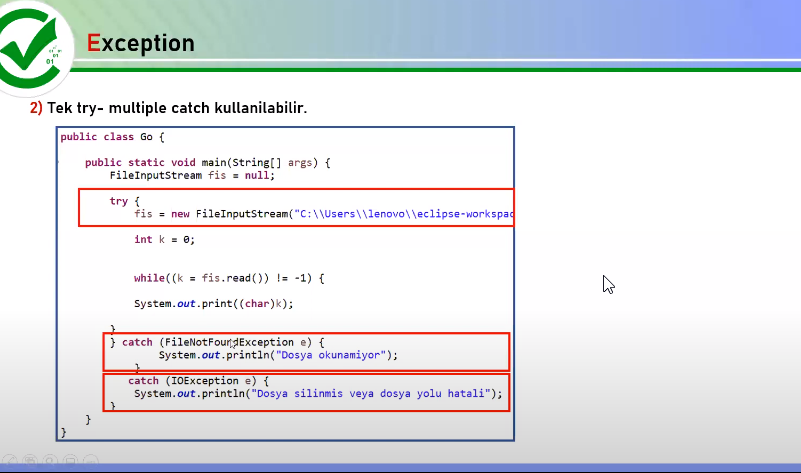 Exception
01
01
2) Tek try- multiple catch kullanilabilir.
public class Go {
public static void main(String[] args) {
FileInputStream fis = null;
try {
fis = new FileInputStream("C:\\Users\\lenovo\\eclipse-workspac
int k = 0;
while((k = fis.read()) != -1) {
System.out.print((char)k);
}
} catch (FileNotFoundException e) {
System.out.println("Dosya okunamiyor");
}
catch (IOException e) {
System.out.println("Dosya silinmis veya dosya yolu hatali");
}
}
}